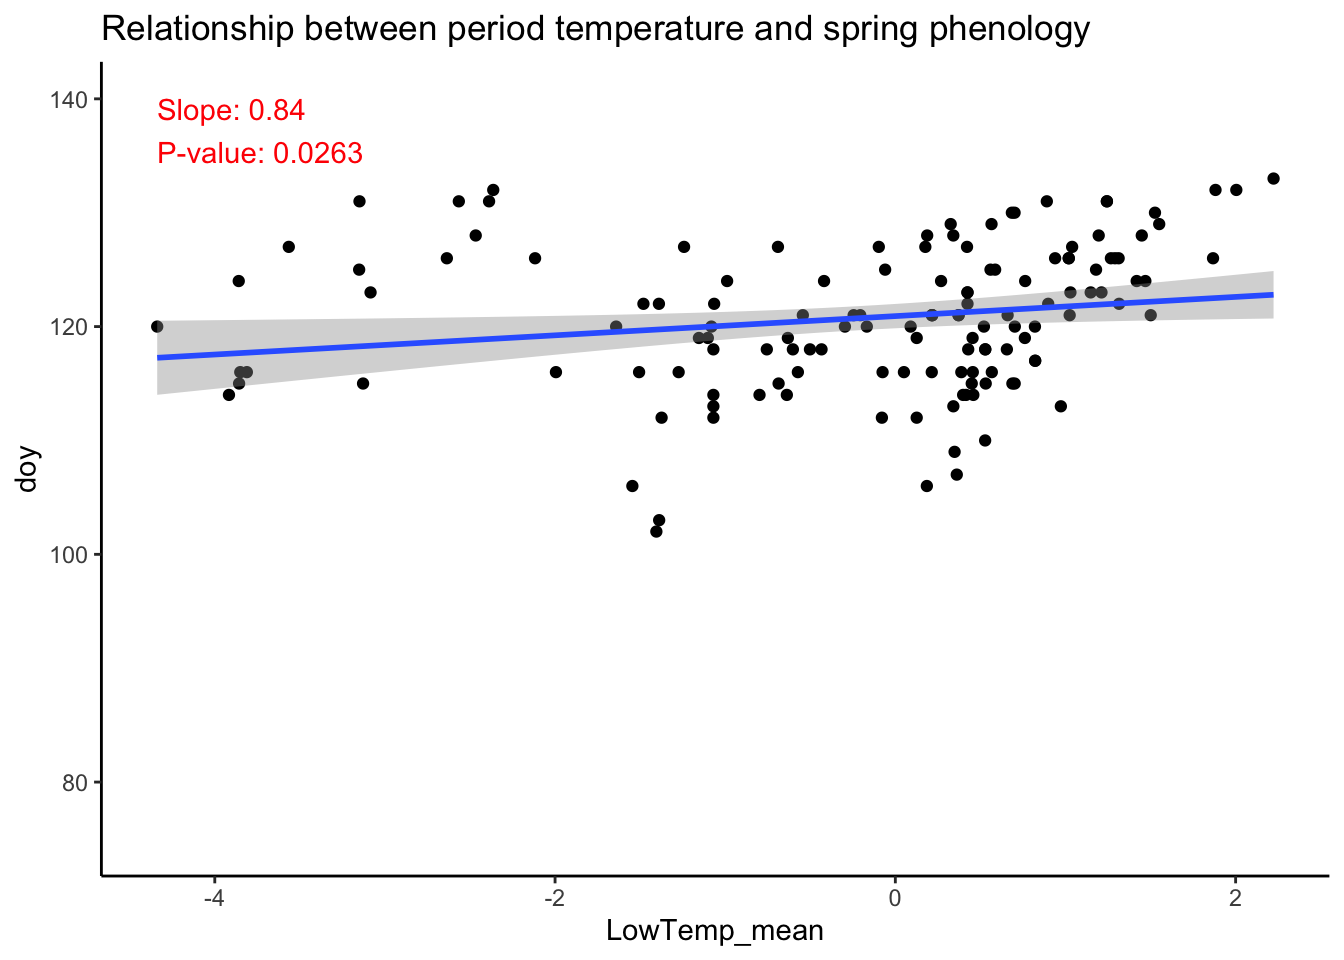 Relationship between period temperature and spring phenology
140
Slope: 0.84
P-value: 0.0263
120
doy
100
80
-4
-2
0
2
LowTemp_mean